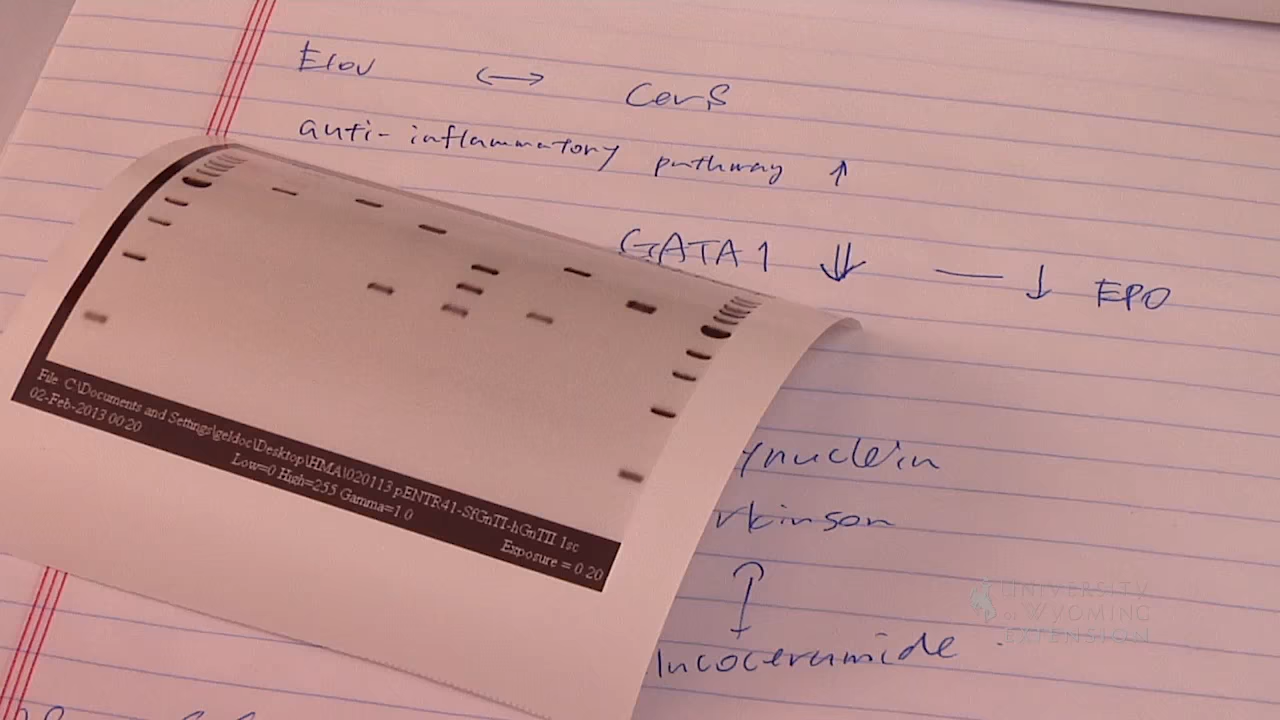 Elov ⟷ CerS
anti-inflammatory pathway ↑
GATA1 ⇓ — ↓ EPO
ynuclein
rkinson
↕
lucoceramide
File C:\Documents and Settings\geldoc\Desktop\HMA\020113 pENTR41-SfGnTI-hGnTII 1sc
02-Feb-2013 00:20
Low=0 High=255 Gamma=1.0
Exposure = 0.20
UNIVERSITY
OF WYOMING
EXTENSION